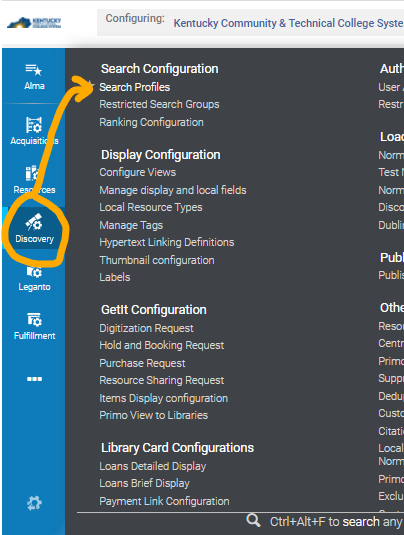 KENTUCKY
Configuring:
Kentucky Community & Technical College Syste
Alma
Acquisitions
Resources
Discovery
Leganto
Fulfillment
Search Configuration
Search Profiles
Restricted Search Groups
Ranking Configuration
Display Configuration
Configure Views
Manage display and local fields
Local Resource Types
Manage Tags
Hypertext Linking Definitions
Thumbnail configuration
Labels
GetIt Configuration
Digitization Request
Hold and Booking Request
Purchase Request
Resource Sharing Request
Items Display configuration
Primo View to Libraries
Library Card Configurations
Loans Detailed Display
Loans Brief Display
Payment Link Configuration
Auth
User A
Restr
Load
Norm
Test N
Norm
Disco
Dublin
Publ
Publis
Othe
Resou
Centr
Primo
Suppr
Dedup
Custo
Citati
Local
Norm
Primo
Exclu
Ctrl+Alt+F to search any